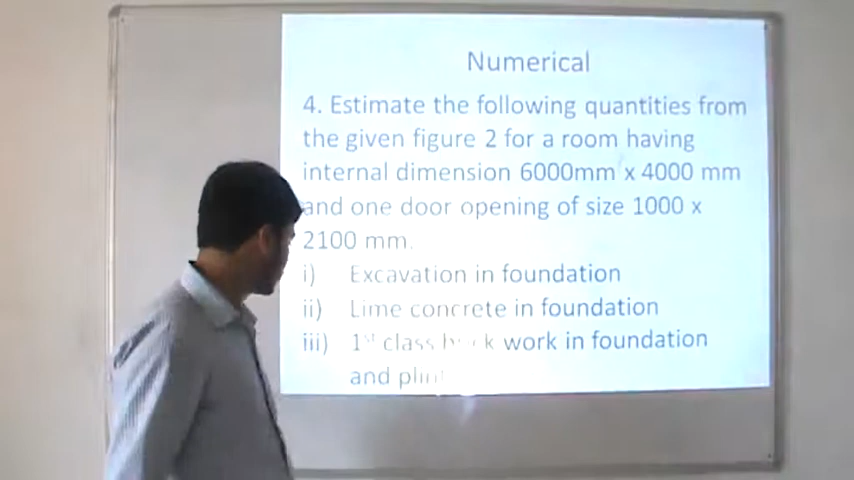 Numerical
4. Estimate the following quantities from
the given figure 2 for a room having
internal dimension 6000mm x 4000 mm
and one door opening of size 1000 x
2100 mm.
i) Excavation in foundation
ii) Lime concrete in foundation
iii) 1st class brick work in foundation
and